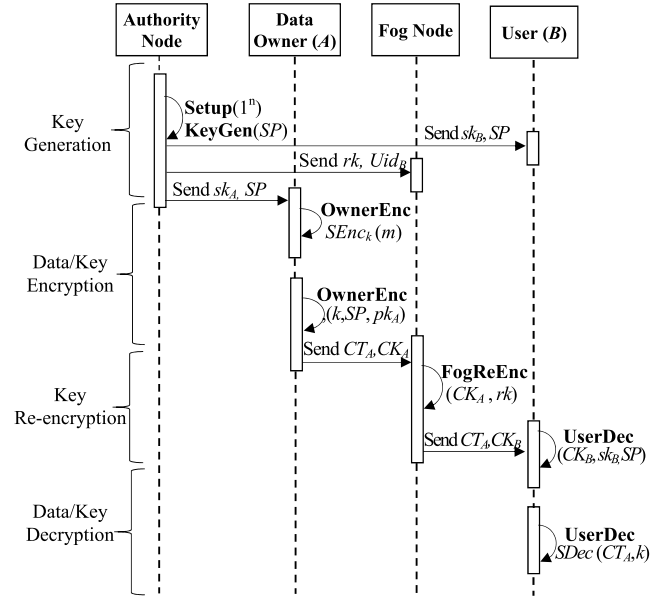 Authority Node
Data Owner (A)
Fog Node
User (B)
Key Generation
Setup(1ⁿ)
KeyGen(SP)
Send sk_B, SP
Send rk, Uid_B
Send sk_A, SP
Data/Key Encryption
OwnerEnc
SEnc_k (m)
OwnerEnc
(k,SP, pk_A)
Send CT_A,CK_A
Key Re-encryption
FogReEnc
(CK_A, rk)
Send CT_A,CK_B
UserDec
(CK_B,sk_B,SP)
Data/Key Decryption
UserDec
SDec (CT_A,k)